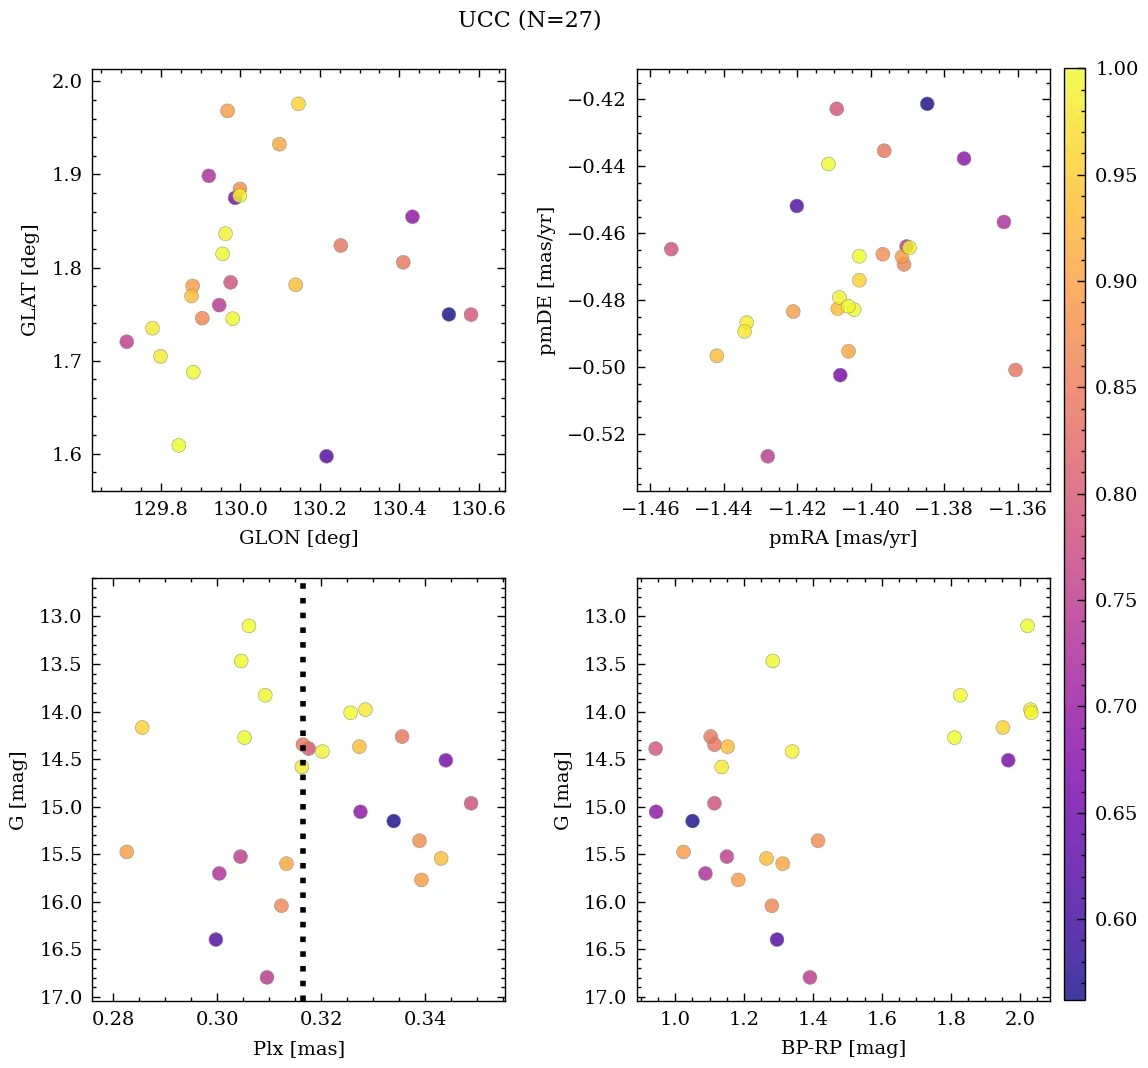 UCC (N=27)
2.0
1.9
1.8
1.7
1.6
GLAT [deg]
129.8 130.0 130.2 130.4 130.6
GLON [deg]
−0.42
−0.44
−0.46
−0.48
−0.50
−0.52
pmDE [mas/yr]
−1.46 −1.44 −1.42 −1.40 −1.38 −1.36
pmRA [mas/yr]
13.0
13.5
14.0
14.5
15.0
15.5
16.0
16.5
17.0
G [mag]
0.28 0.30 0.32 0.34
Plx [mas]
13.0
13.5
14.0
14.5
15.0
15.5
16.0
16.5
17.0
G [mag]
1.0 1.2 1.4 1.6 1.8 2.0
BP-RP [mag]
1.00
0.95
0.90
0.85
0.80
0.75
0.70
0.65
0.60